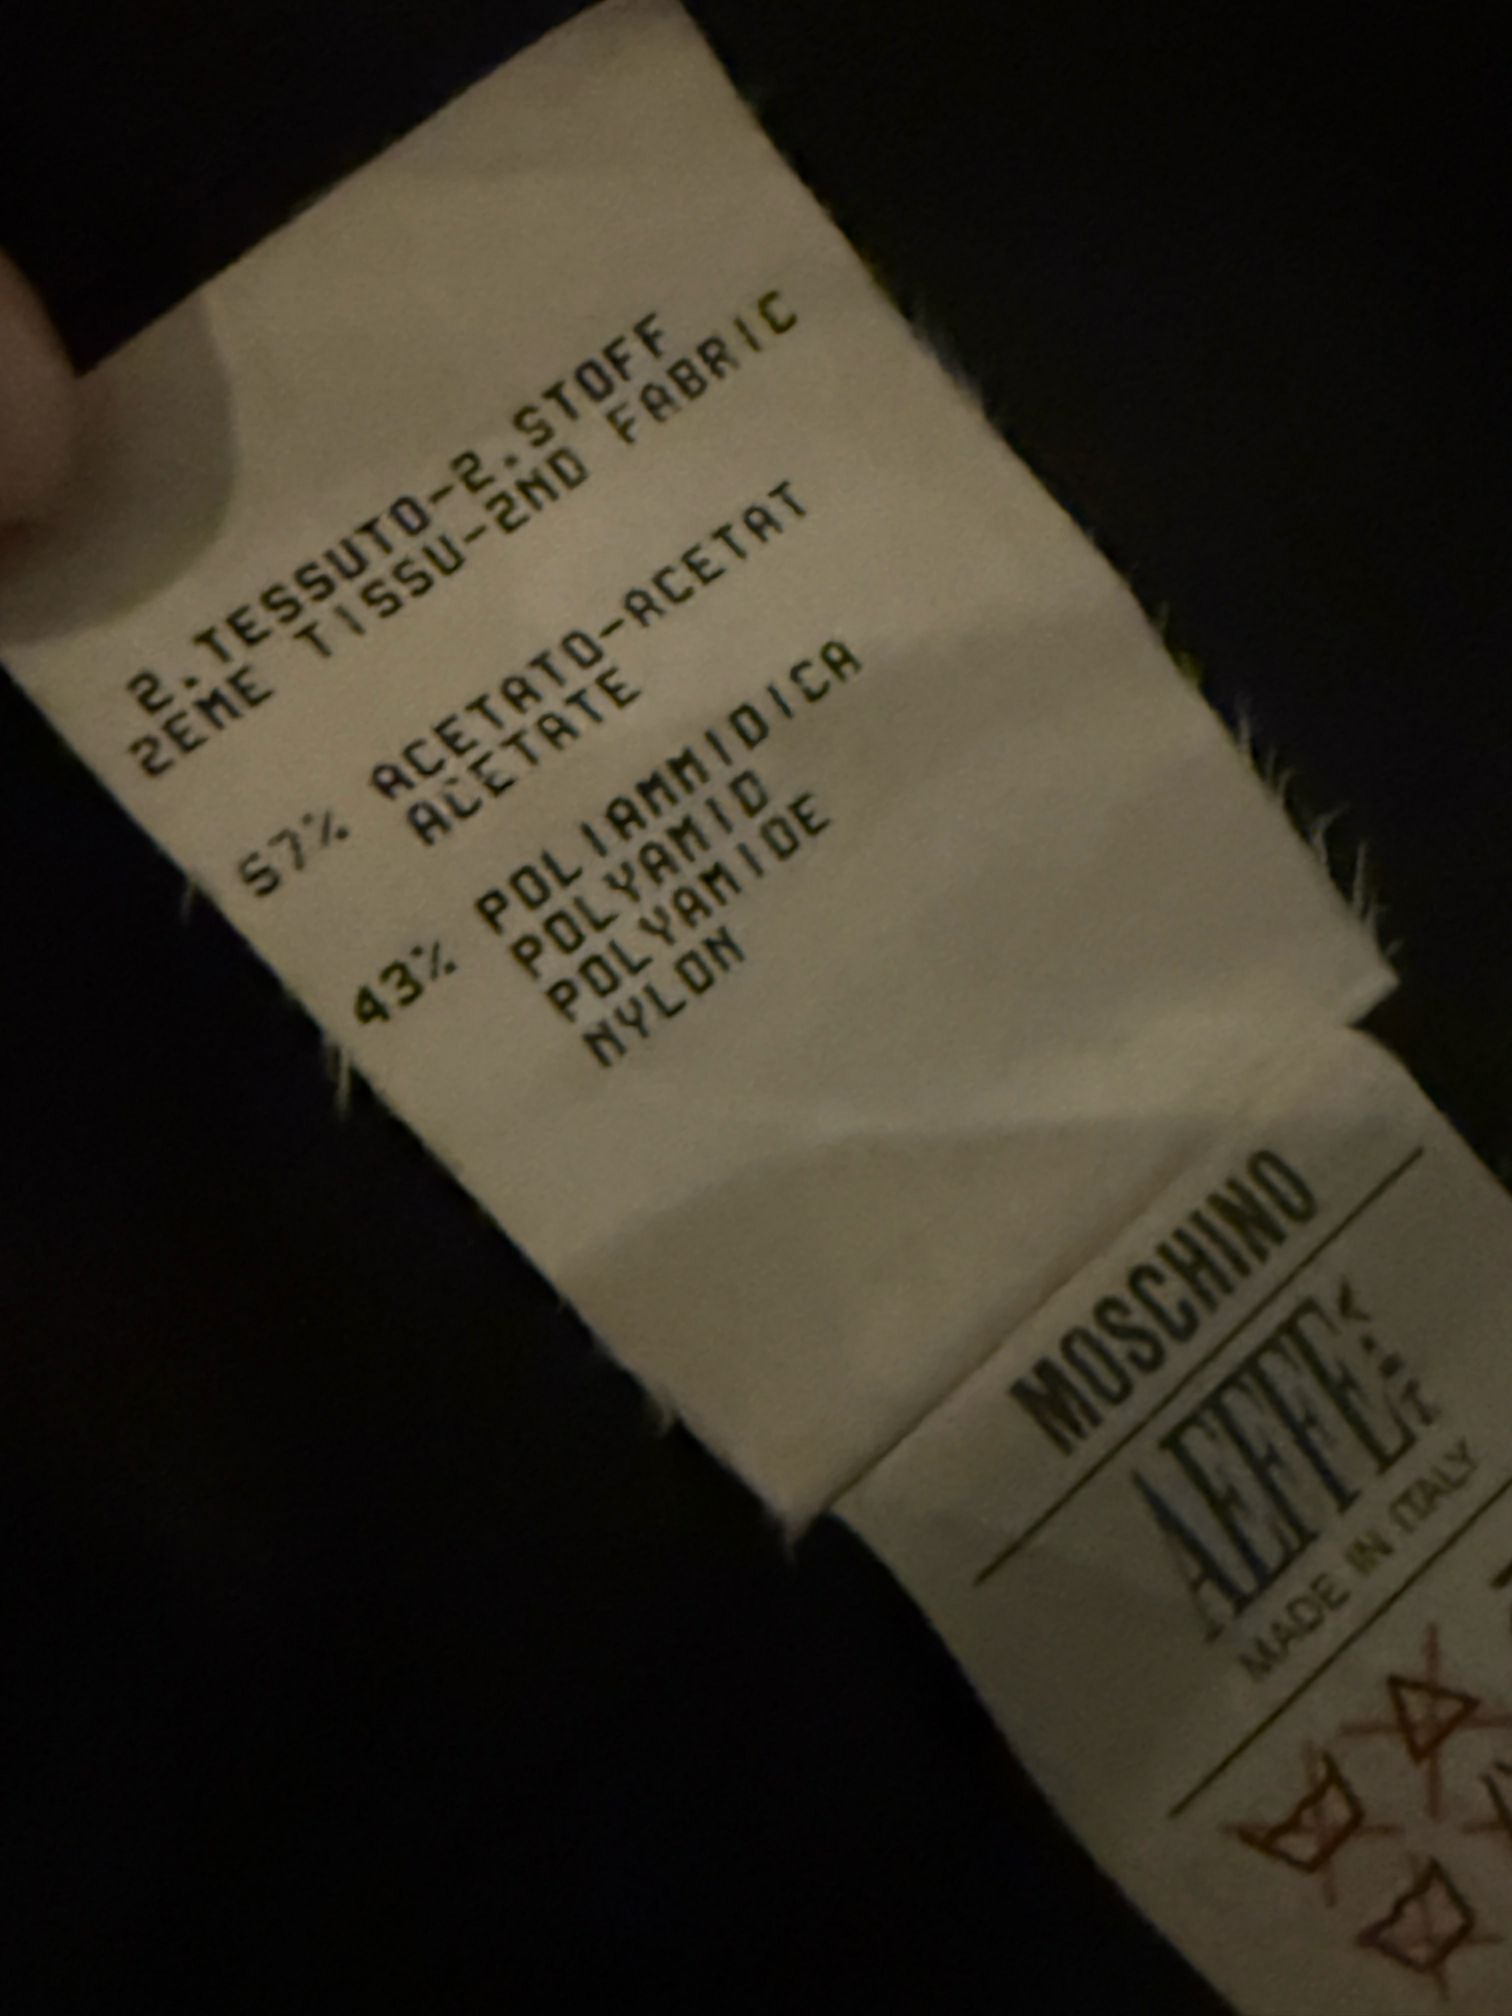 2.TESSUTO-2.STOFF
2EME TISSU-2ND FABRIC
57% ACETATO-ACETAT
ACETATE
43% POLIAMMIDICA
POLYAMID
POLYAMIDE
NYLON
MOSCHINO
AEFFE
MADE IN ITALY